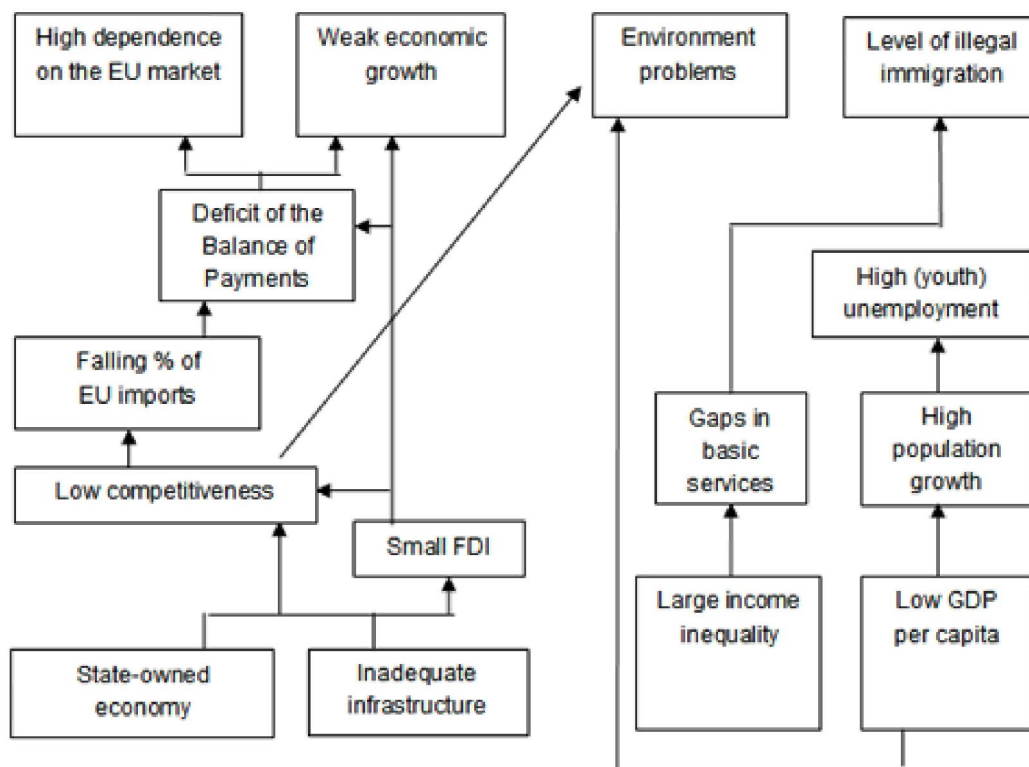 High dependence
on the EU market
Weak economic
growth
Environment
problems
Level of illegal
immigration
Deficit of the
Balance of
Payments
High (youth)
unemployment
Falling % of
EU imports
Gaps in
basic
services
High
population
growth
Low competitiveness
Small FDI
Large income
inequality
Low GDP
per capita
State-owned
economy
Inadequate
infrastructure